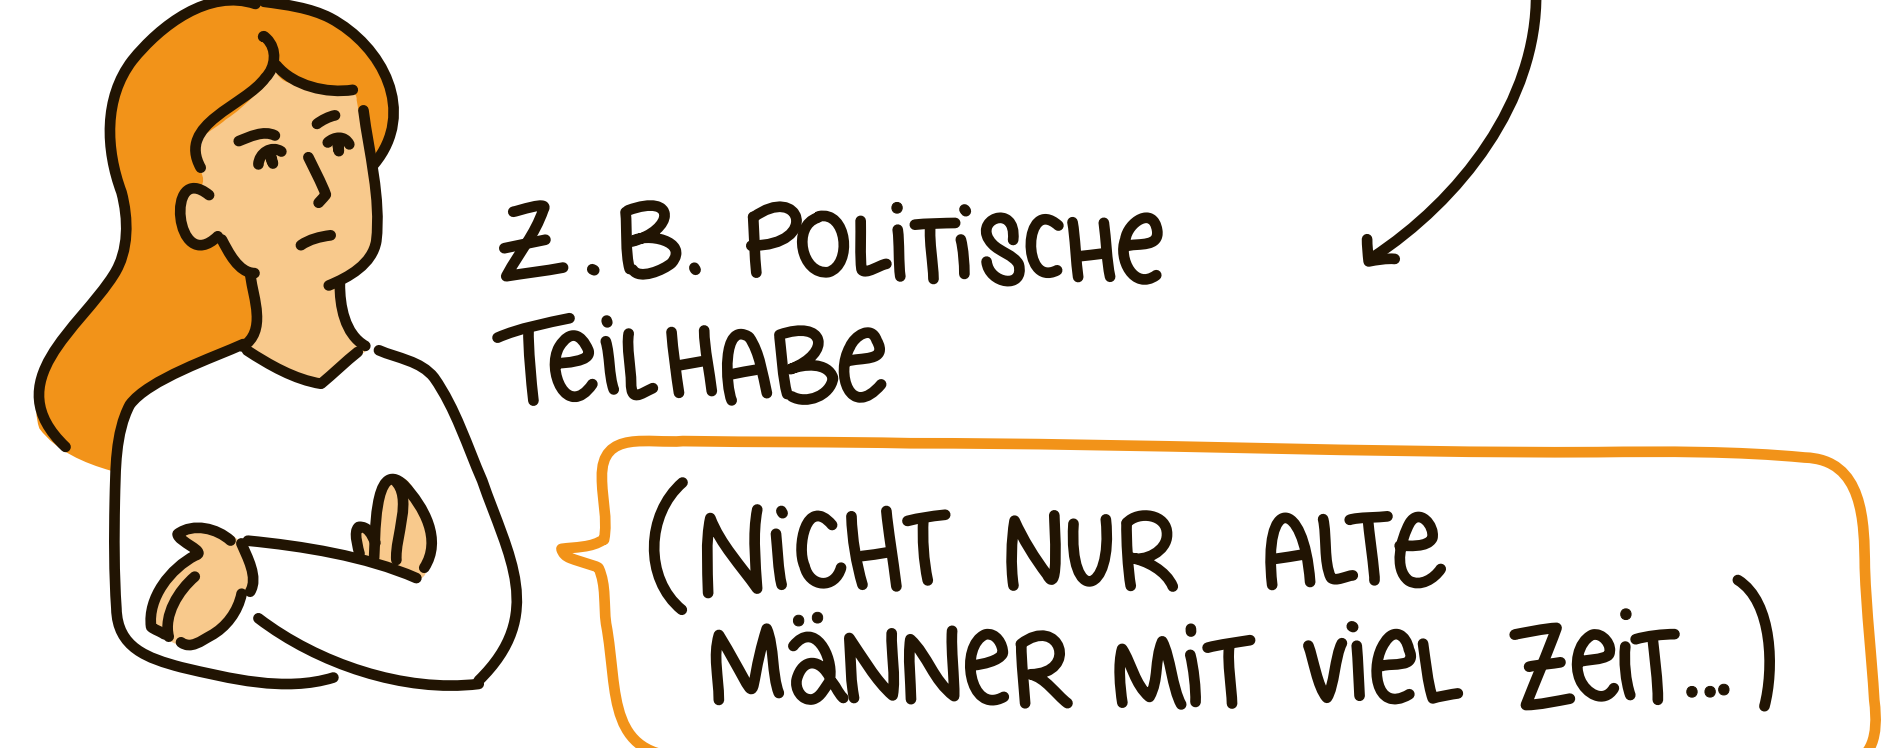 Z.B. POLITISCHE
TEILHABE
(NICHT NUR ALTE
MÄNNER MIT VIEL ZEIT...)